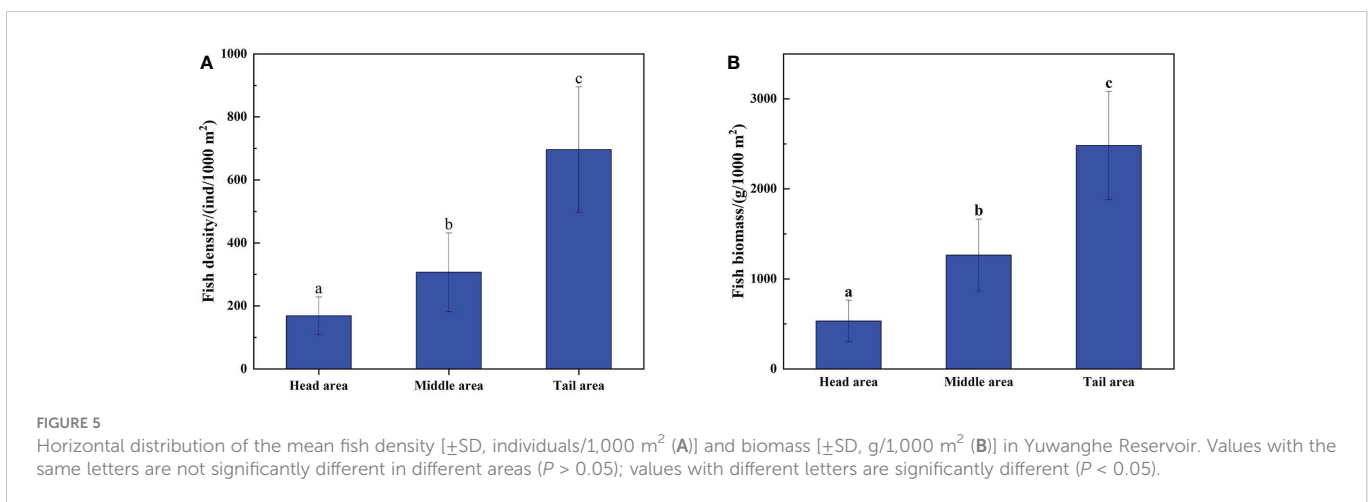 A
Fish density/(ind/1000 m²)
1000
800
600
400
200
0
a
b
c
Head area
Middle area
Tail area
B
Fish biomass/(g/1000 m²)
3000
2000
1000
0
a
b
c
Head area
Middle area
Tail area
FIGURE 5
Horizontal distribution of the mean fish density [±SD, individuals/1,000 m² (A)] and biomass [±SD, g/1,000 m² (B)] in Yuwanghe Reservoir. Values with the
same letters are not significantly different in different areas (P > 0.05); values with different letters are significantly different (P < 0.05).